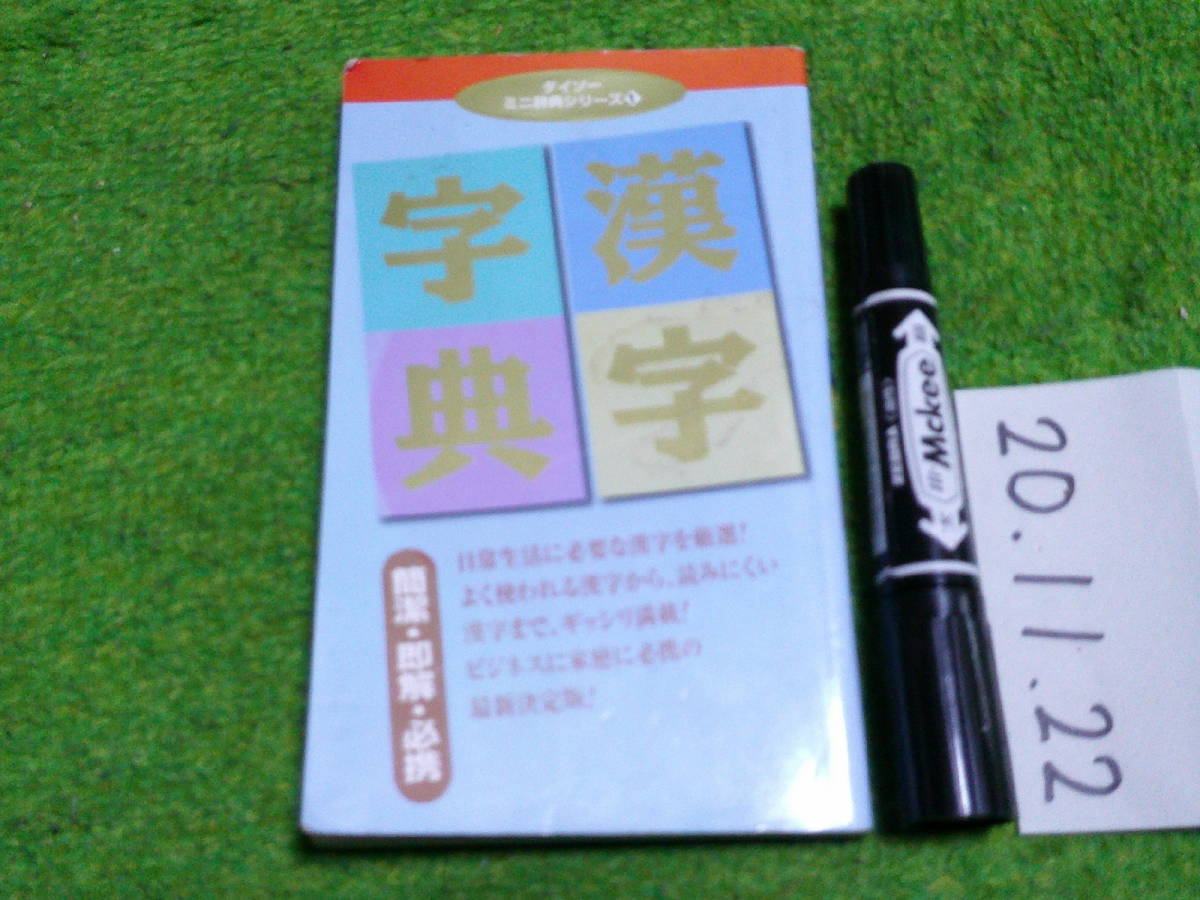 ダイソー
ミニ辞典シリーズ1
漢字
字典
簡潔・即解・必携
日常生活に必要な漢字を厳選!
よく使われる漢字から、読みにくい
漢字まで、ギッシリ満載!
ビジネスに家庭に必携の
最新決定版!
Mckee
20.11.22